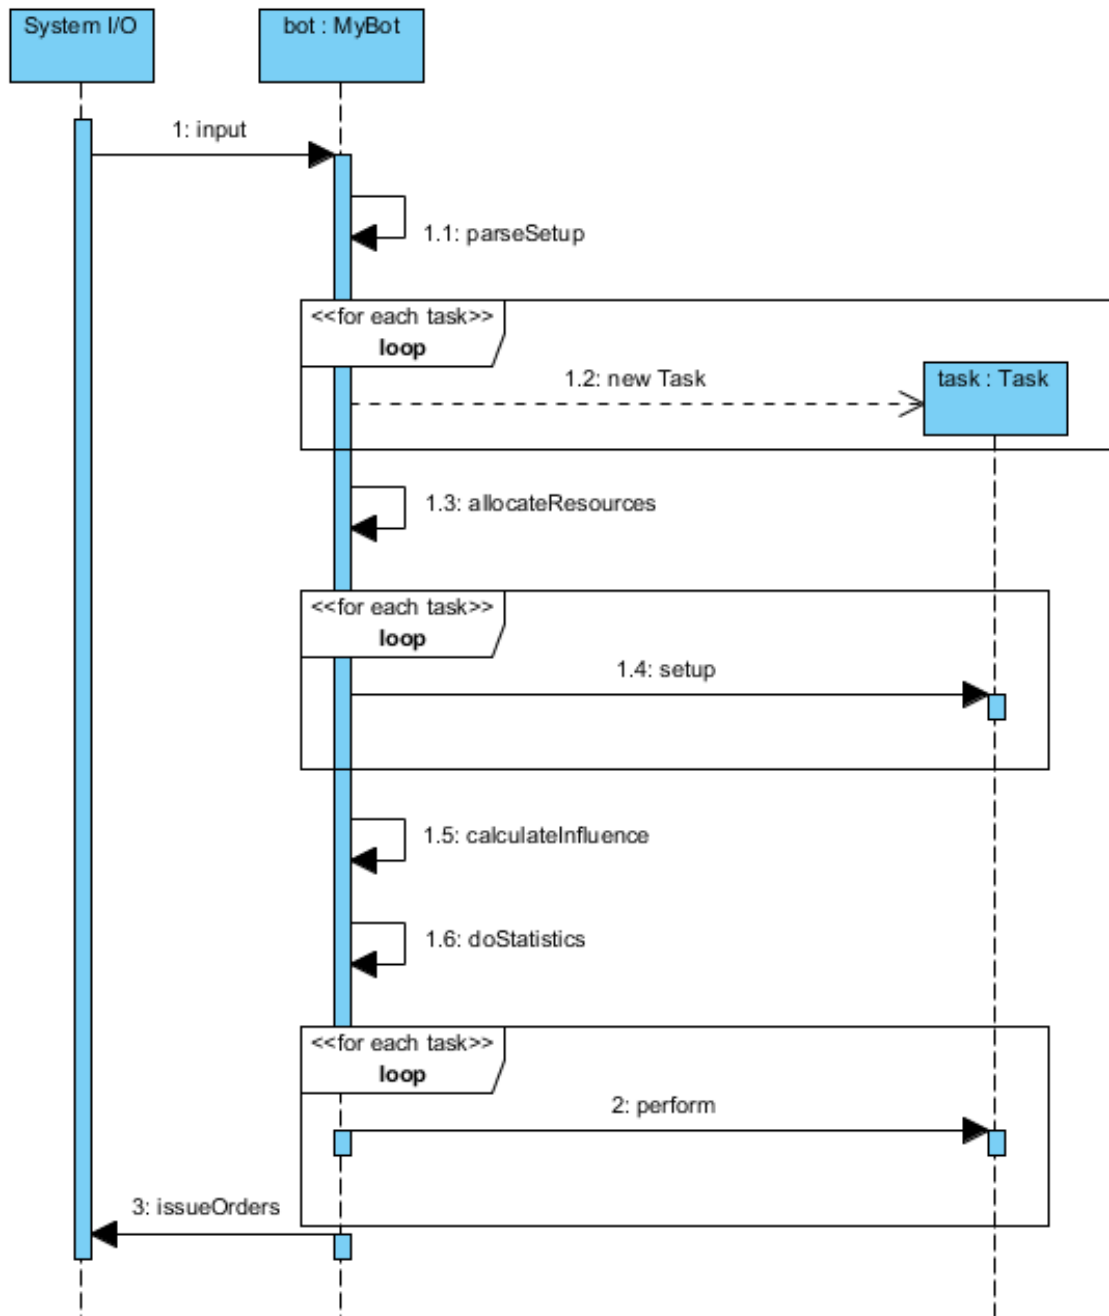 System I/O
bot : MyBot
1: input
1.1: parseSetup
<<for each task>>
loop
1.2: new Task
task : Task
1.3: allocateResources
<<for each task>>
loop
1.4: setup
1.5: calculateInfluence
1.6: doStatistics
<<for each task>>
loop
2: perform
3: issueOrders